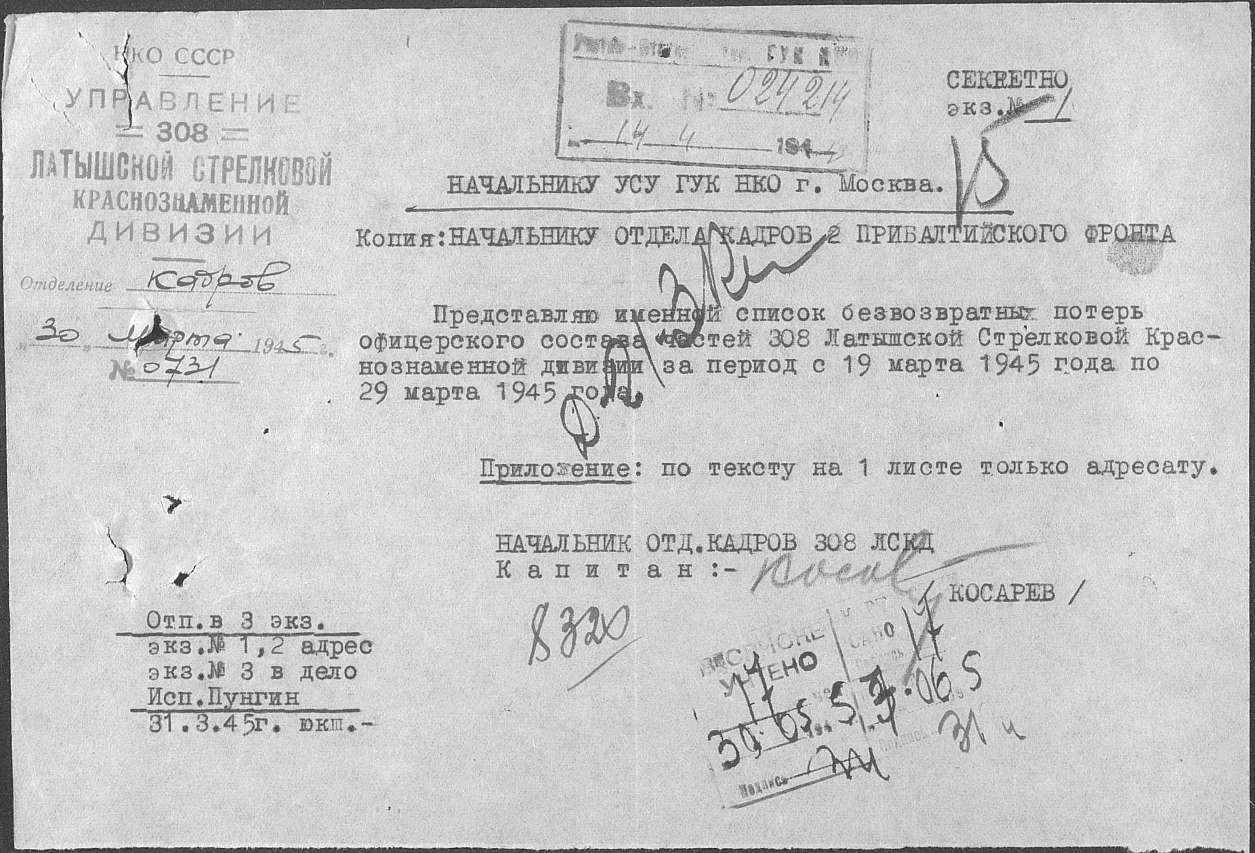 НКО СССР
УПРАВЛЕНИЕ
= 308 =
ЛАТЫШСКОЙ СТРЕЛКОВОЙ
КРАСНОЗНАМЕННОЙ
ДИВИЗИИ
Отделение кадров
„30„ Марта 1945 г.
№ 0731
ГУК
Вх. № 024214
14 4 194
СЕКРЕТНО
экз.№ 1
НАЧАЛЬНИКУ УСУ ГУК НКО г. Москва.
Копия:НАЧАЛЬНИКУ ОТДЕЛА КАДРОВ 2 ПРИБАЛТИЙСКОГО ФРОНТА
Представляю именной список безвозвратных потерь
офицерского состава частей 308 Латышской Стрелковой Крас-
нознаменной дивизии за период с 19 марта 1945 года по
29 марта 1945 года.
Приложение: по тексту на 1 листе только адресату.
НАЧАЛЬНИК ОТД.КАДРОВ 308 ЛСКД
Капитан:-
/ КОСАРЕВ /
8320
Отп.в 3 экз.
экз.№ 1,2 адрес
экз.№ 3 в дело
Исп.Пунгин
31.3.45г. юкш.-
УЧТЕНО
Подпись